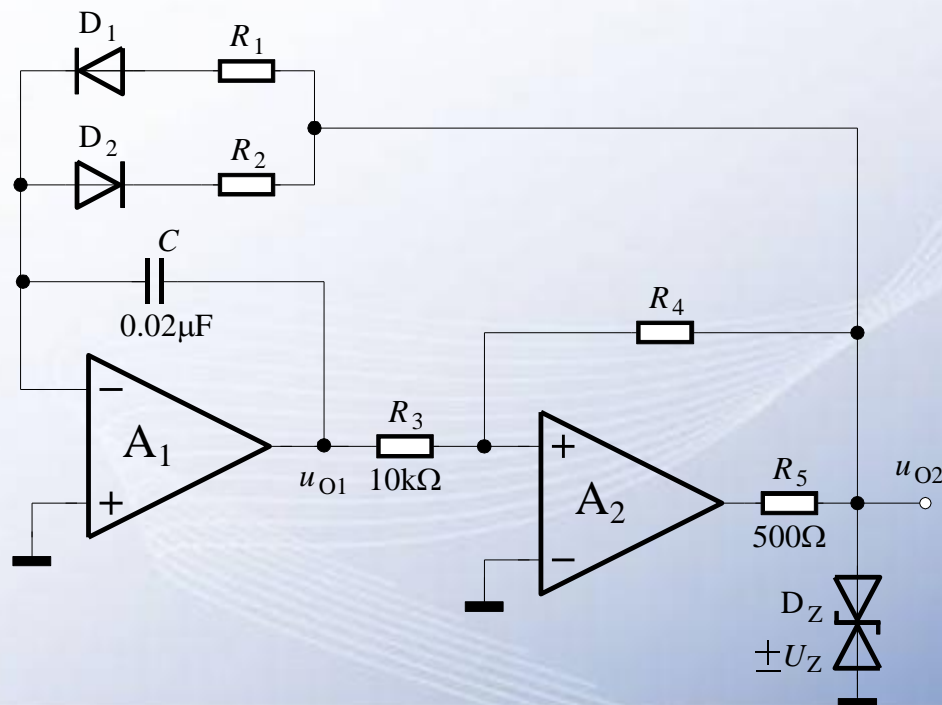 D1
R1
D2
R2
C
0.02μF
R4
−
A1
+
uO1
R3
10kΩ
+
A2
−
R5
500Ω
uO2
DZ
±UZ